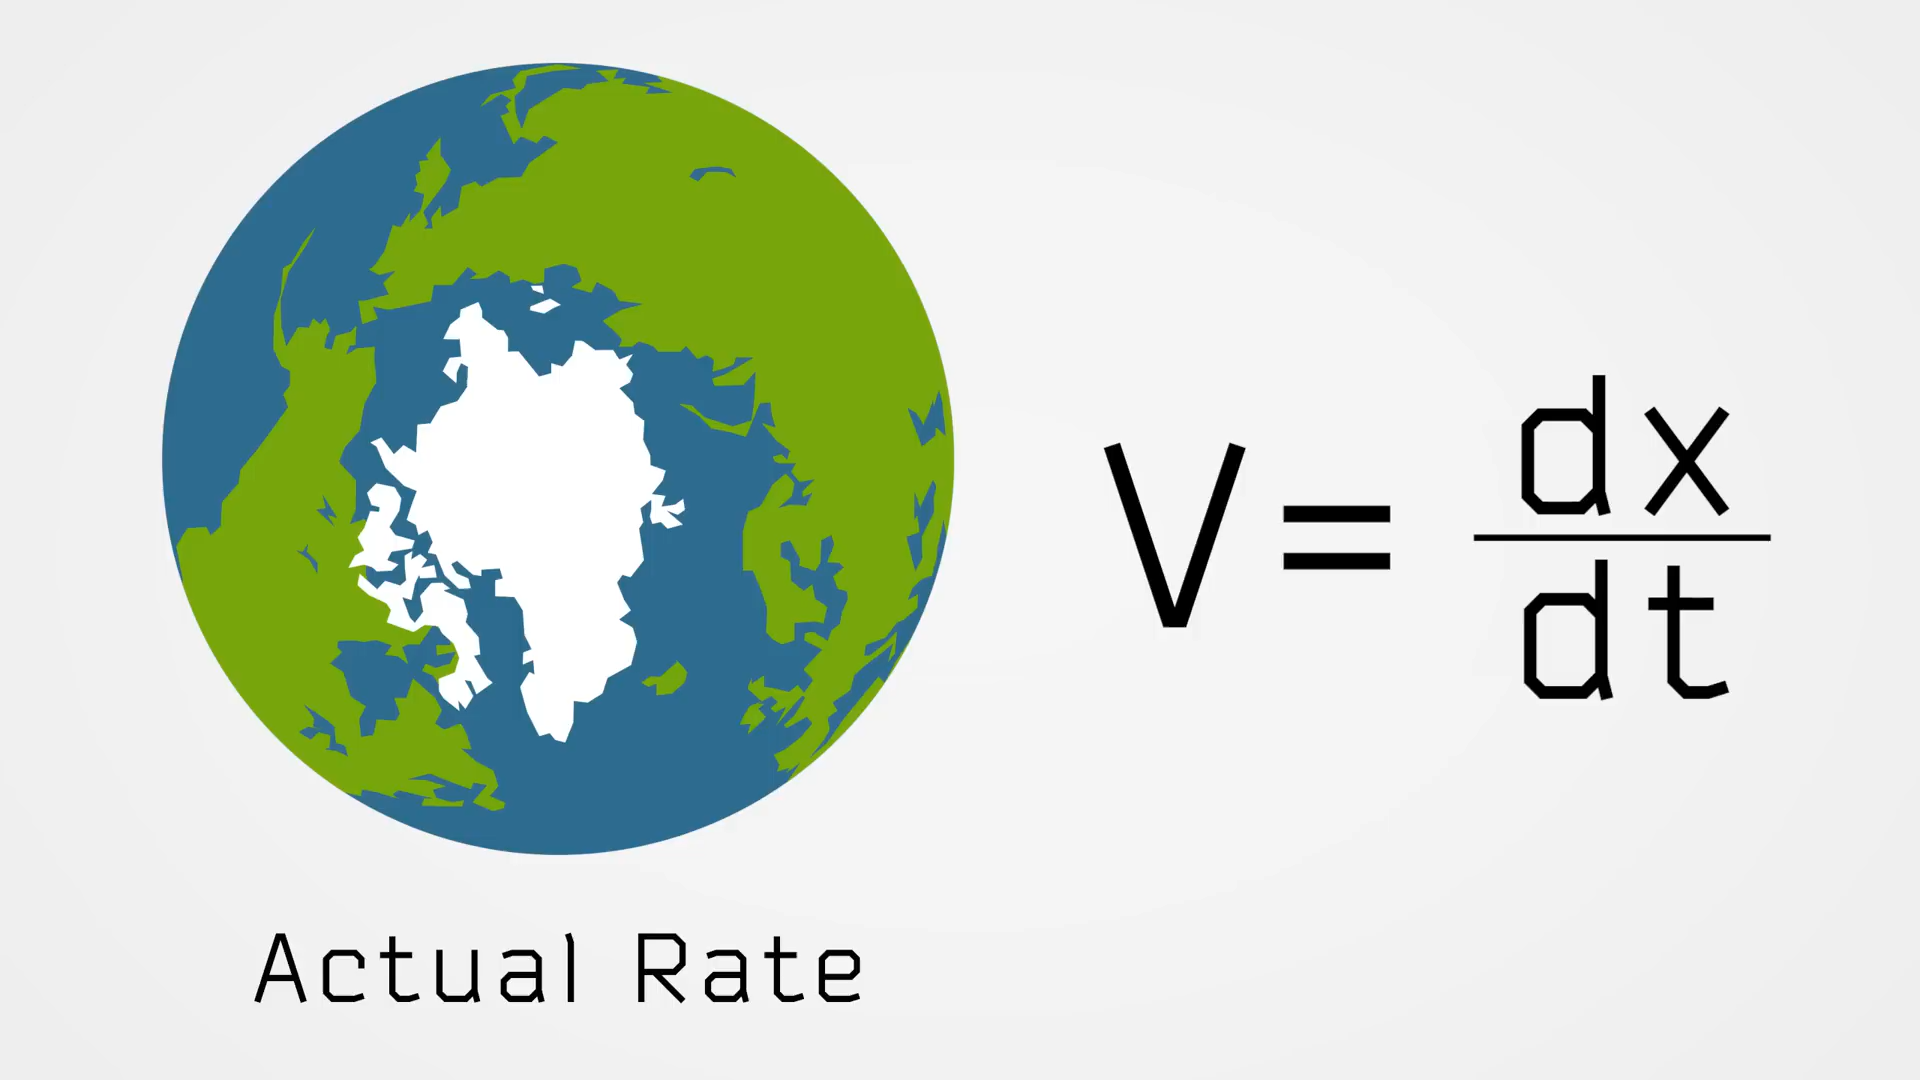 V = dx
dt
Actual Rate